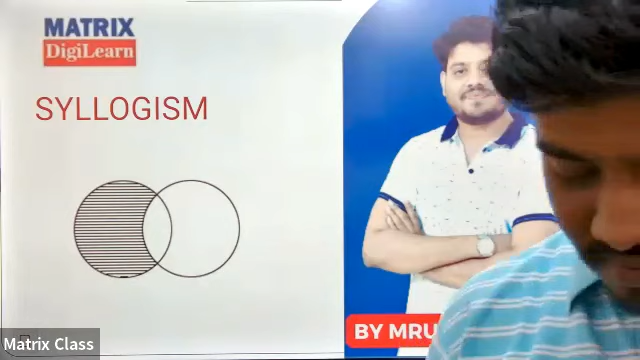 MATRIX
DigiLearn
SYLLOGISM
BY MRU
Matrix Class